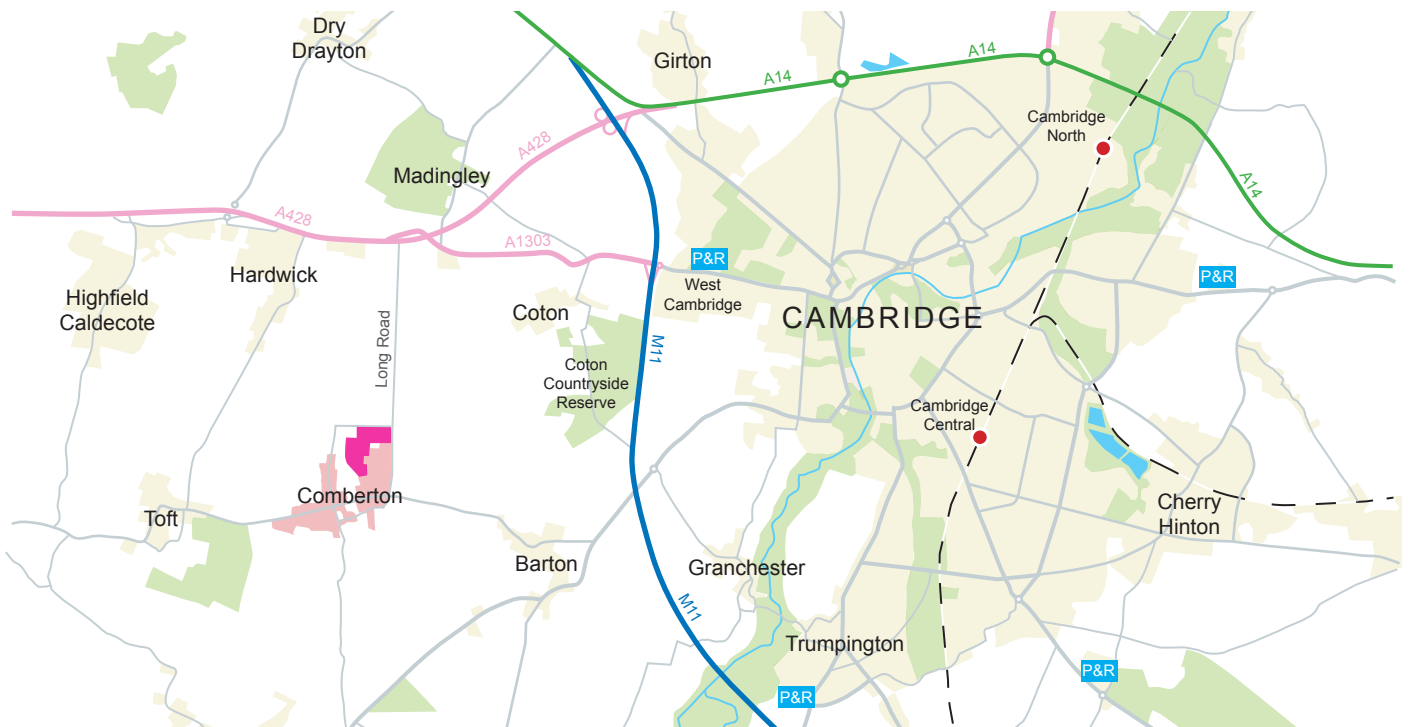 Dry
Drayton
Girton
A14
A14
Cambridge
North
A428
Madingley
A14
A428
A1303
P&R
P&R
Hardwick
West
Cambridge
Highfield
Caldecote
Coton
CAMBRIDGE
Long Road
M11
Coton
Countryside
Reserve
Cambridge
Central
Comberton
Toft
Cherry
Hinton
Barton
Granchester
M11
Trumpington
P&R
P&R